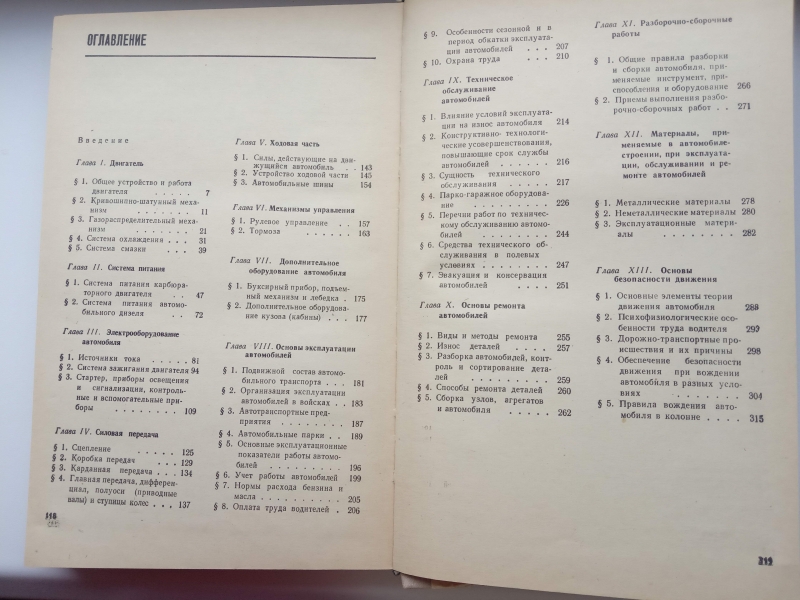 ОГЛАВЛЕНИЕ
Введение
Глава I. Двигатель
§ 1. Общее устройство и работа
двигателя . . . . . 7
§ 2. Кривошипно-шатунный меха-
низм . . . . . . 11
§ 3. Газораспределительный меха-
низм . . . . . . . 21
§ 4. Система охлаждения . . . 31
§ 5. Система смазки . . . 39
Глава II. Система питания
§ 1. Система питания карбюра-
торного двигателя . . . 47
§ 2. Система питания автомо-
бильного дизеля . . . 72
Глава III. Электрооборудование
автомобиля
§ 1. Источники тока . . . . 81
§ 2. Система зажигания двигателя 94
§ 3. Стартер, приборы освещения
и сигнализации, контроль-
ные и вспомогательные при-
боры . . . . . . . 109
Глава IV. Силовая передача
§ 1. Сцепление . . . . . 125
§ 2. Коробка передач . . . 129
§ 3. Карданная передача . . . 134
§ 4. Главная передача, дифферен-
циал, полуоси (приводные
валы) и ступицы колес . . . 137
Глава V. Ходовая часть
§ 1. Силы, действующие на дви-
жущийся автомобиль . . . 143
§ 2. Устройство ходовой части 145
§ 3. Автомобильные шины . . . 154
Глава VI. Механизмы управления
§ 1. Рулевое управление . . . 157
§ 2. Тормоза . . . . . . 163
Глава VII. Дополнительное
оборудование автомобиля
§ 1. Буксирный прибор, подъем-
ный механизм и лебедка . 175
§ 2. Дополнительное оборудова-
ние кузова (кабины) . . . 177
Глава VIII. Основы эксплуатации
автомобилей
§ 1. Подвижной состав автомо-
бильного транспорта . . . 181
§ 2. Организация эксплуатации
автомобилей в войсках . . 183
§ 3. Автотранспортные пред-
приятия . . . . . . 187
§ 4. Автомобильные парки . . 189
§ 5. Основные эксплуатационные
показатели работы автомо-
билей . . . . . . 196
§ 6. Учет работы автомобилей 199
§ 7. Нормы расхода бензина и
масла . . . . . . . 205
§ 8. Оплата труда водителей . 206
§ 9. Особенности сезонной и в
период обкатки эксплуата-
ции автомобилей . . . 207
§ 10. Охрана труда . . . 210
Глава IX. Техническое
обслуживание
автомобилей
§ 1. Влияние условий эксплуата-
ции на износ автомобиля 214
§ 2. Конструктивно- технологи-
ческие усовершенствования,
повышающие срок службы
автомобилей . . . . . 216
§ 3. Сущность технического
обслуживания . . . . 217
§ 4. Парко-гаражное оборудова-
ние . . . . . . . 226
§ 5. Перечни работ по техничес-
кому обслуживанию автомо-
билей . . . . . . . 244
§ 6. Средства технического об-
служивания в полевых
условиях . . . . . . 247
§ 7. Эвакуация и консервация
автомобилей . . . . 251
Глава X. Основы ремонта
автомобилей
§ 1. Виды и методы ремонта 255
§ 2. Износ деталей . . . . 257
§ 3. Разборка автомобилей, конт-
роль и сортирование дета-
лей . . . . . . . 259
§ 4. Способы ремонта деталей 260
§ 5. Сборка узлов, агрегатов
и автомобиля . . . . 262
Глава XI. Разборочно-сборочные
работы
§ 1. Общие правила разборки
и сборки автомобиля, при-
меняемые инструмент, при-
способления и оборудование 266
§ 2. Приемы выполнения разбо-
рочно-сборочных работ . . 271
Глава XII. Материалы, при-
меняемые в автомобиле-
строении, при эксплуата-
ции, обслуживании и ре-
монте автомобилей
§ 1. Металлические материалы 278
§ 2. Неметаллические материалы 280
§ 3. Эксплуатационные матери-
алы . . . . . . . 282
Глава XIII. Основы
безопасности движения
§ 1. Основные элементы теории
движения автомобиля 288
§ 2. Психофизиологические осо-
бенности труда водителя
§ 3. Дорожно-транспортные про-
исшествия и их причины 298
§ 4. Обеспечение безопасности
движения при вождении
автомобиля в разных усло-
виях . . . . . . . 304
§ 5. Правила вождения авто-
мобиля в колонне . . . 315